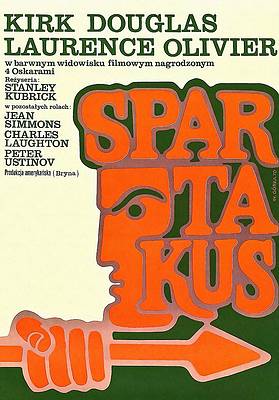 KIRK DOUGLAS
LAURENCE OLIVIER
w barwnym widowisku filmowym nagrodzonym
4 Oskarami
Reżyseria:
STANLEY
KUBRICK
w pozostałych rolach:
JEAN
SIMMONS
CHARLES
LAUGHTON
PETER
USTINOV
Produkcja amerykańska (Bryna)
SPAR
TA
KUS